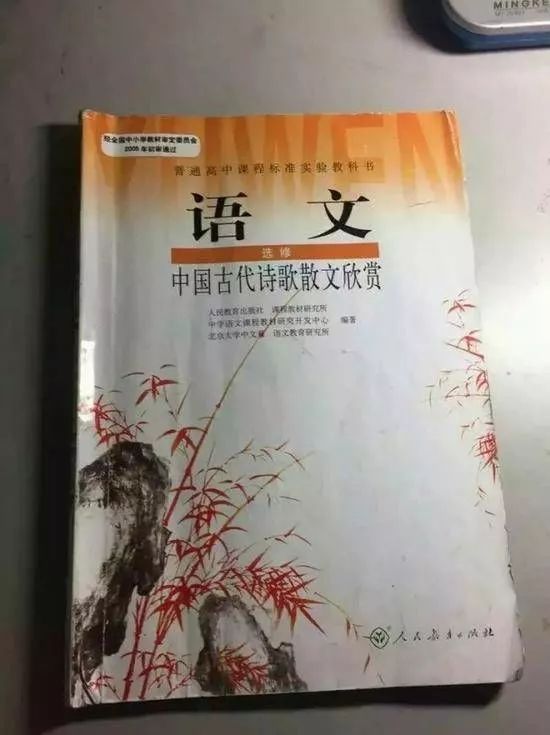 MINGKE
经全国中小学教材审定委员会
2005年初审通过
YUWEN
普通高中课程标准实验教科书
语文
选修
中国古代诗歌散文欣赏
人民教育出版社 课程教材研究所
中学语文课程教材研究开发中心 编著
北京大学中文系 语文教育研究所
人民教育出版社